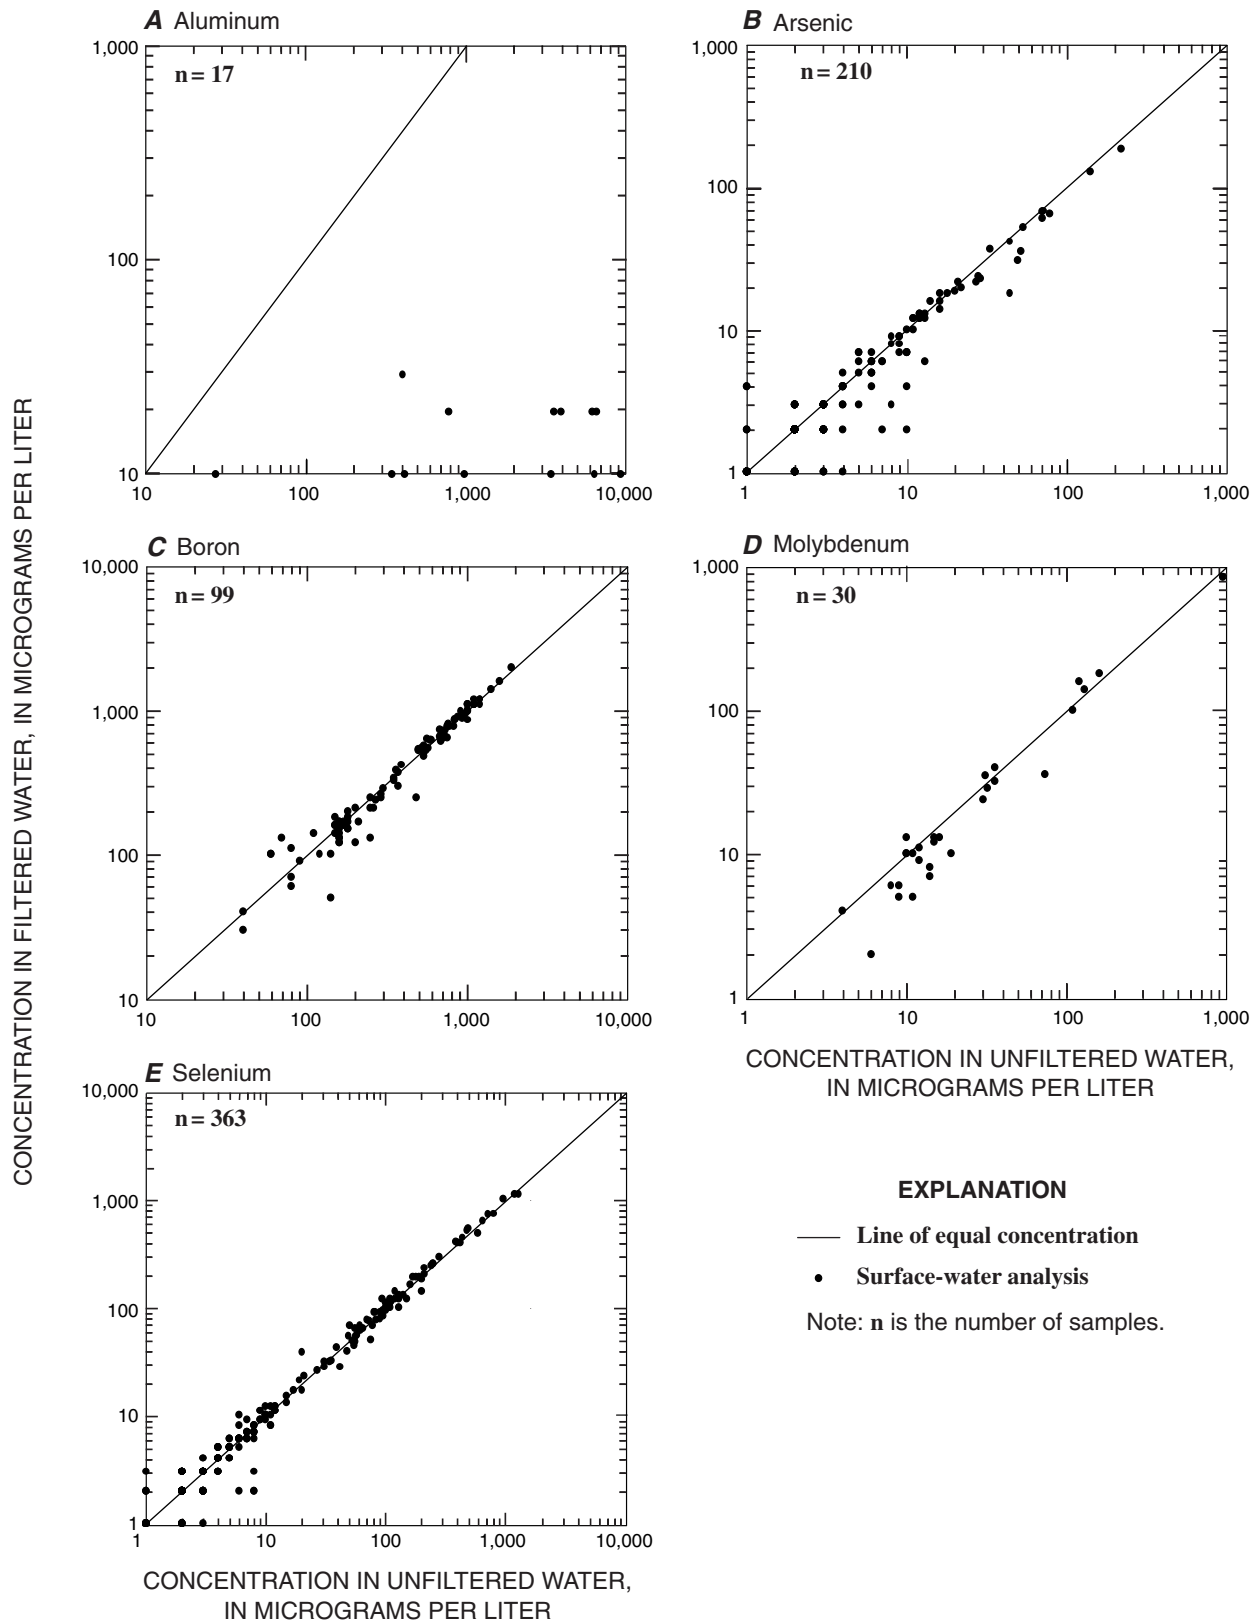 A Aluminum
n = 17
1,000
100
10
10
100
1,000
10,000
B Arsenic
n = 210
1,000
100
10
1
1
10
100
1,000
C Boron
n = 99
10,000
1,000
100
10
10
100
1,000
10,000
D Molybdenum
n = 30
1,000
100
10
1
1
10
100
1,000
CONCENTRATION IN UNFILTERED WATER,
IN MICROGRAMS PER LITER
E Selenium
n = 363
10,000
1,000
100
10
1
1
10
100
1,000
10,000
CONCENTRATION IN UNFILTERED WATER,
IN MICROGRAMS PER LITER
CONCENTRATION IN FILTERED WATER, IN MICROGRAMS PER LITER
EXPLANATION
Line of equal concentration
Surface-water analysis
Note: n is the number of samples.